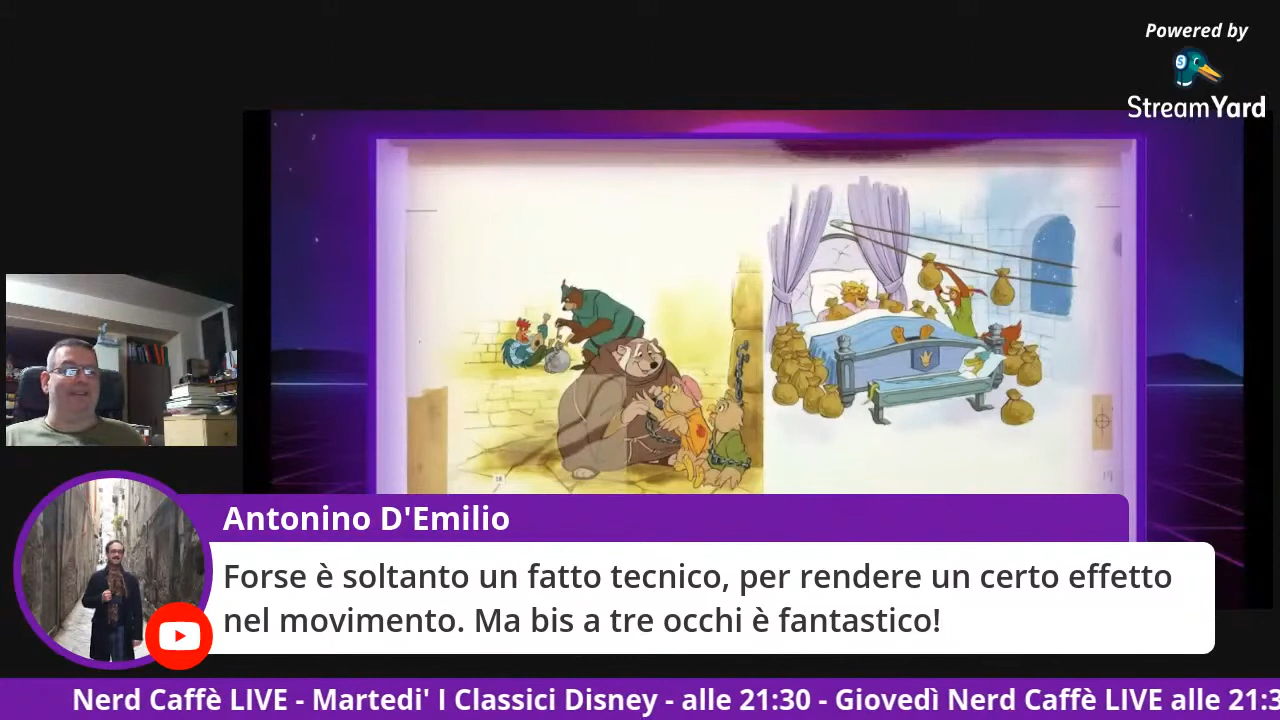 Powered by
StreamYard
Antonino D'Emilio
Forse è soltanto un fatto tecnico, per rendere un certo effetto
nel movimento. Ma bis a tre occhi è fantastico!
Nerd Caffè LIVE - Martedi' I Classici Disney - alle 21:30 - Giovedì Nerd Caffè LIVE alle 21:3